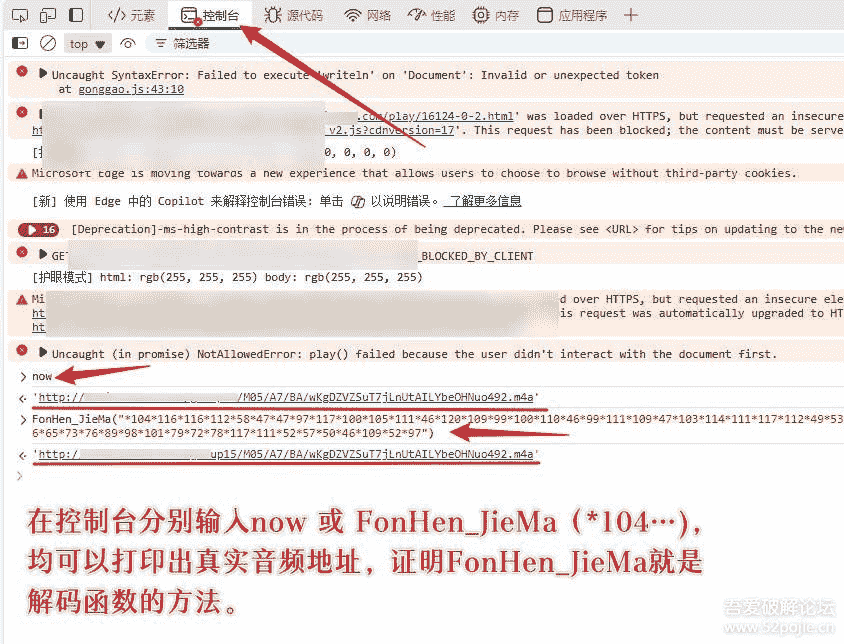 元素
控制台
源代码
网络
性能
内存
应用程序
top
筛选器
Uncaught SyntaxError: Failed to execute 'writeln' on 'Document': Invalid or unexpected token
at gonggao.js:43:10
.com/play/16124-0-2.html' was loaded over HTTPS, but requested an insecure
_v2.js?cdnversion=17'. This request has been blocked; the content must be serve
0, 0, 0, 0)
Microsoft Edge is moving towards a new experience that allows users to choose to browse without third-party cookies.
[新] 使用 Edge 中的 Copilot 来解释控制台错误: 单击 以说明错误。 了解更多信息
16 [Deprecation]-ms-high-contrast is in the process of being deprecated. Please see <URL> for tips on updating to the ne
GET _BLOCKED_BY_CLIENT
[护眼模式] html: rgb(255, 255, 255) body: rgb(255, 255, 255)
Mi d over HTTPS, but requested an insecure ele
ht is request was automatically upgraded to HT
ht
Uncaught (in promise) NotAllowedError: play() failed because the user didn't interact with the document first.
now
'http:/ /M05/A7/BA/wKgDZVZSuT7jLnUtAILYbeOHNuo492.m4a'
FonHen_JieMa("*104*116*116*112*58*47*47*97*117*100*105*111*46*120*109*99*100*110*46*99*111*109*47*103*114*111*117*112*49*53
6*65*73*76*89*98*101*79*72*78*117*111*52*57*50*46*109*52*97")
'http:/ up15/M05/A7/BA/wKgDZVZSuT7jLnUtAILYbeOHNuo492.m4a'
在控制台分别输入now 或 FonHen_JieMa（*104…),
均可以打印出真实音频地址，证明FonHen_JieMa就是
解码函数的方法。
吾爱破解论坛
www.52pojie.cn